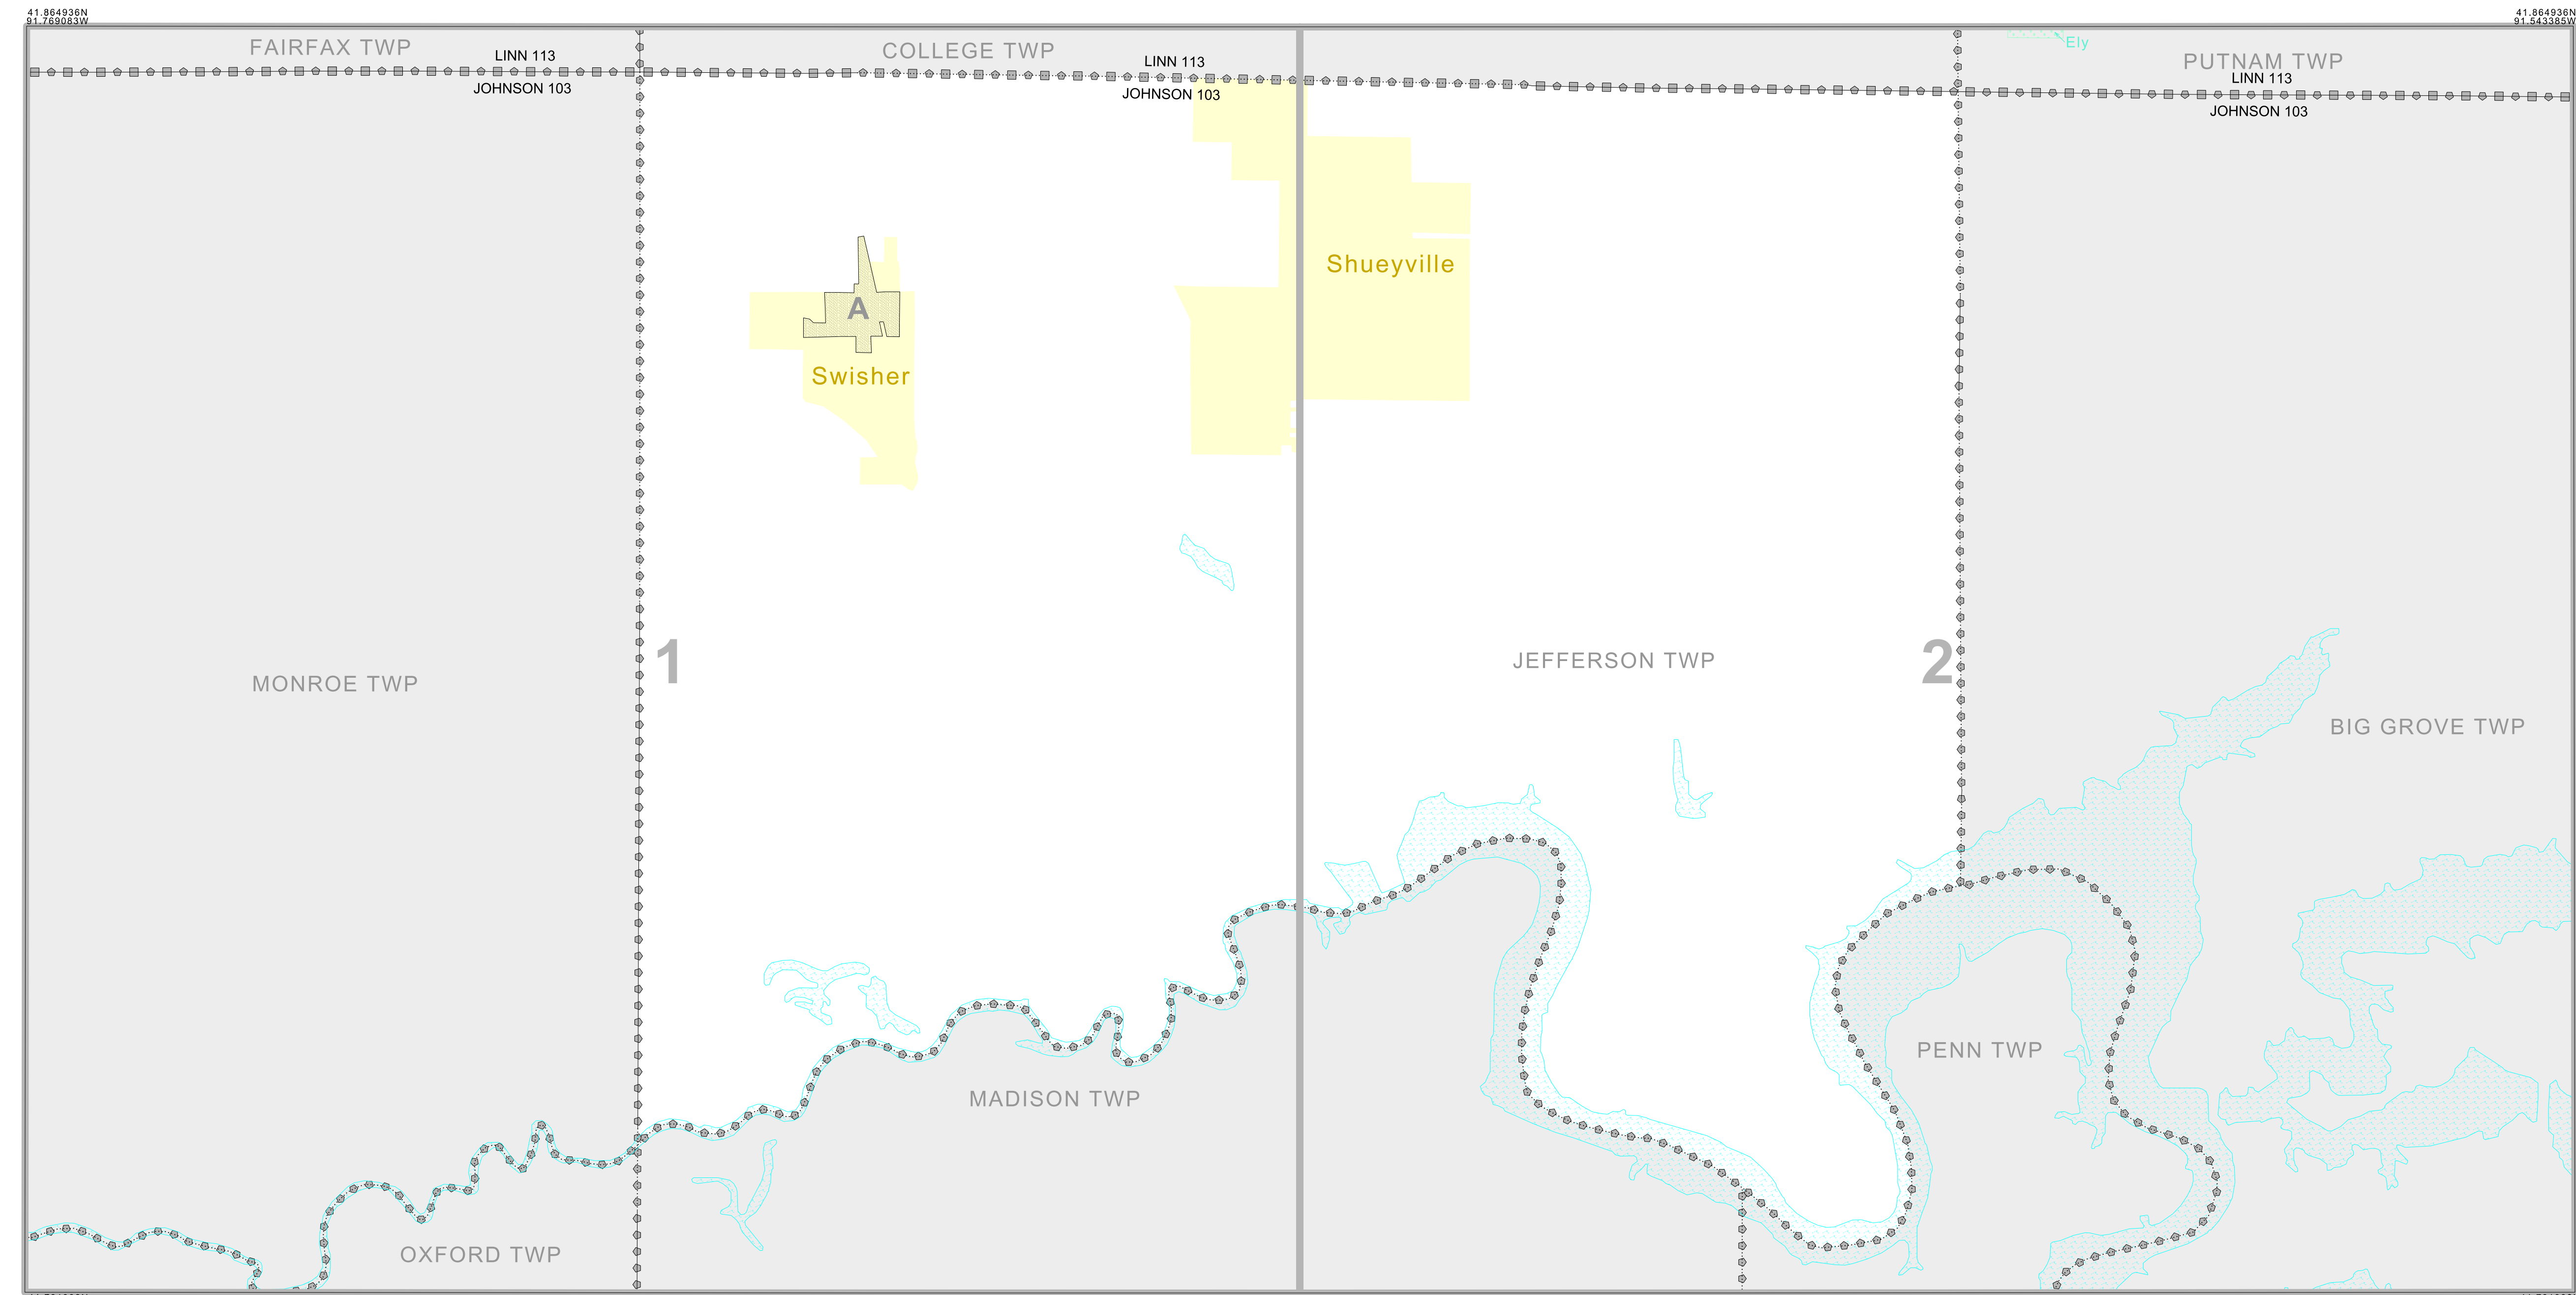 41.864936N
91.769083W
41.864936N
91.543385W
FAIRFAX TWP
COLLEGE TWP
PUTNAM TWP
Ely
LINN 113
JOHNSON 103
LINN 113
JOHNSON 103
LINN 113
JOHNSON 103
Shueyville
A
Swisher
1
2
MONROE TWP
JEFFERSON TWP
BIG GROVE TWP
PENN TWP
MADISON TWP
OXFORD TWP